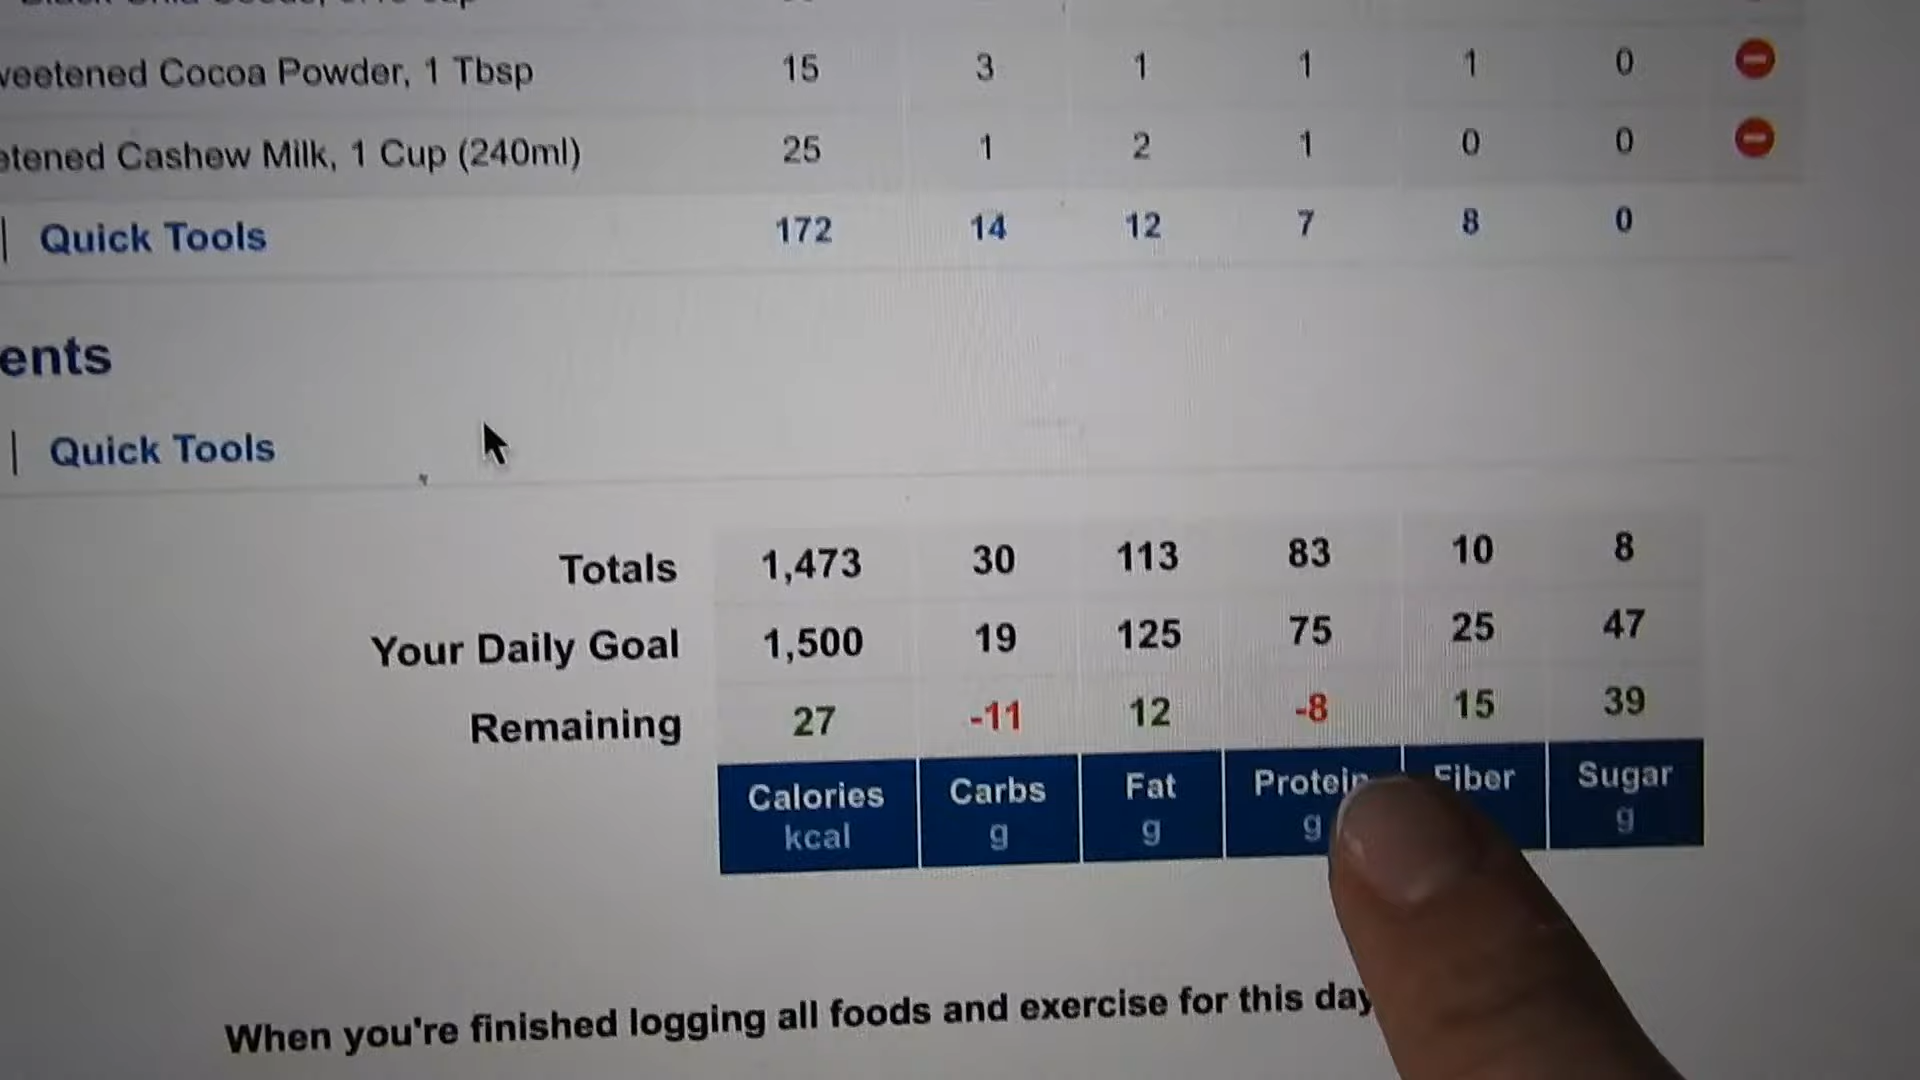 weetened Cocoa Powder, 1 Tbsp 15 3 1 1 1 0
etened Cashew Milk, 1 Cup (240ml) 25 1 2 1 0 0
| Quick Tools 172 14 12 7 8 0
ents
| Quick Tools
Totals 1,473 30 113 83 10 8
Your Daily Goal 1,500 19 125 75 25 47
Remaining 27 -11 12 -8 15 39
Calories Carbs Fat Protein Fiber Sugar
kcal g g g g
When you're finished logging all foods and exercise for this day